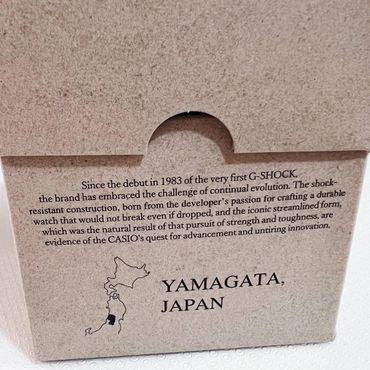 Since the debut in 1983 of the very first G-SHOCK,
the brand has embraced the challenge of continual evolution. The shock-
resistant construction, born from the developer's passion for crafting a durable
watch that would not break even if dropped, and the iconic streamlined form,
which was the natural result of that pursuit of strength and toughness, are
evidence of the CASIO's quest for advancement and untiring innovation.
YAMAGATA,
JAPAN